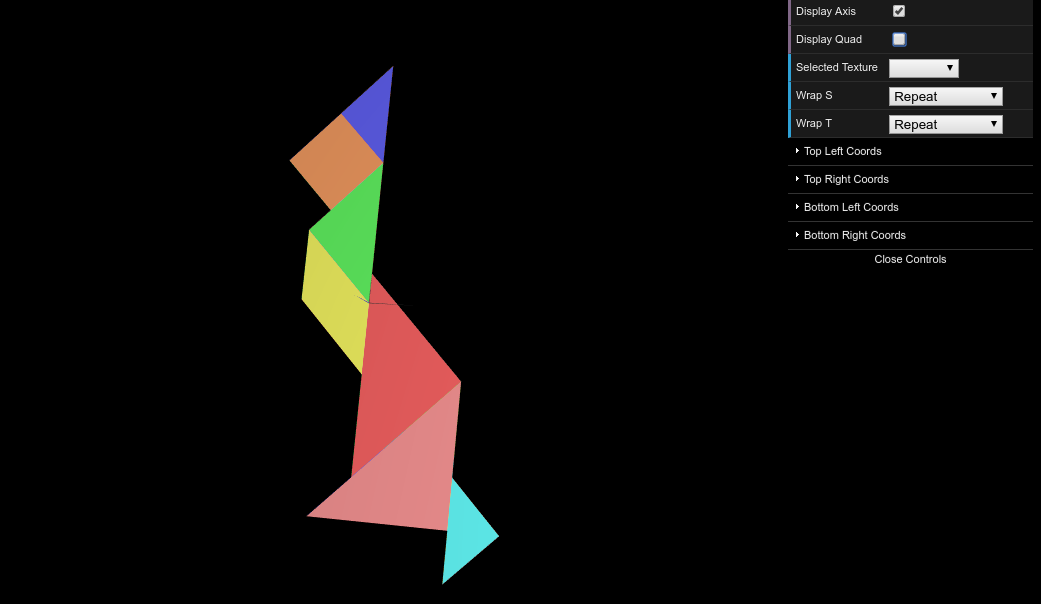 Display Axis
Display Quad
Selected Texture
Wrap S Repeat
Wrap T Repeat
Top Left Coords
Top Right Coords
Bottom Left Coords
Bottom Right Coords
Close Controls